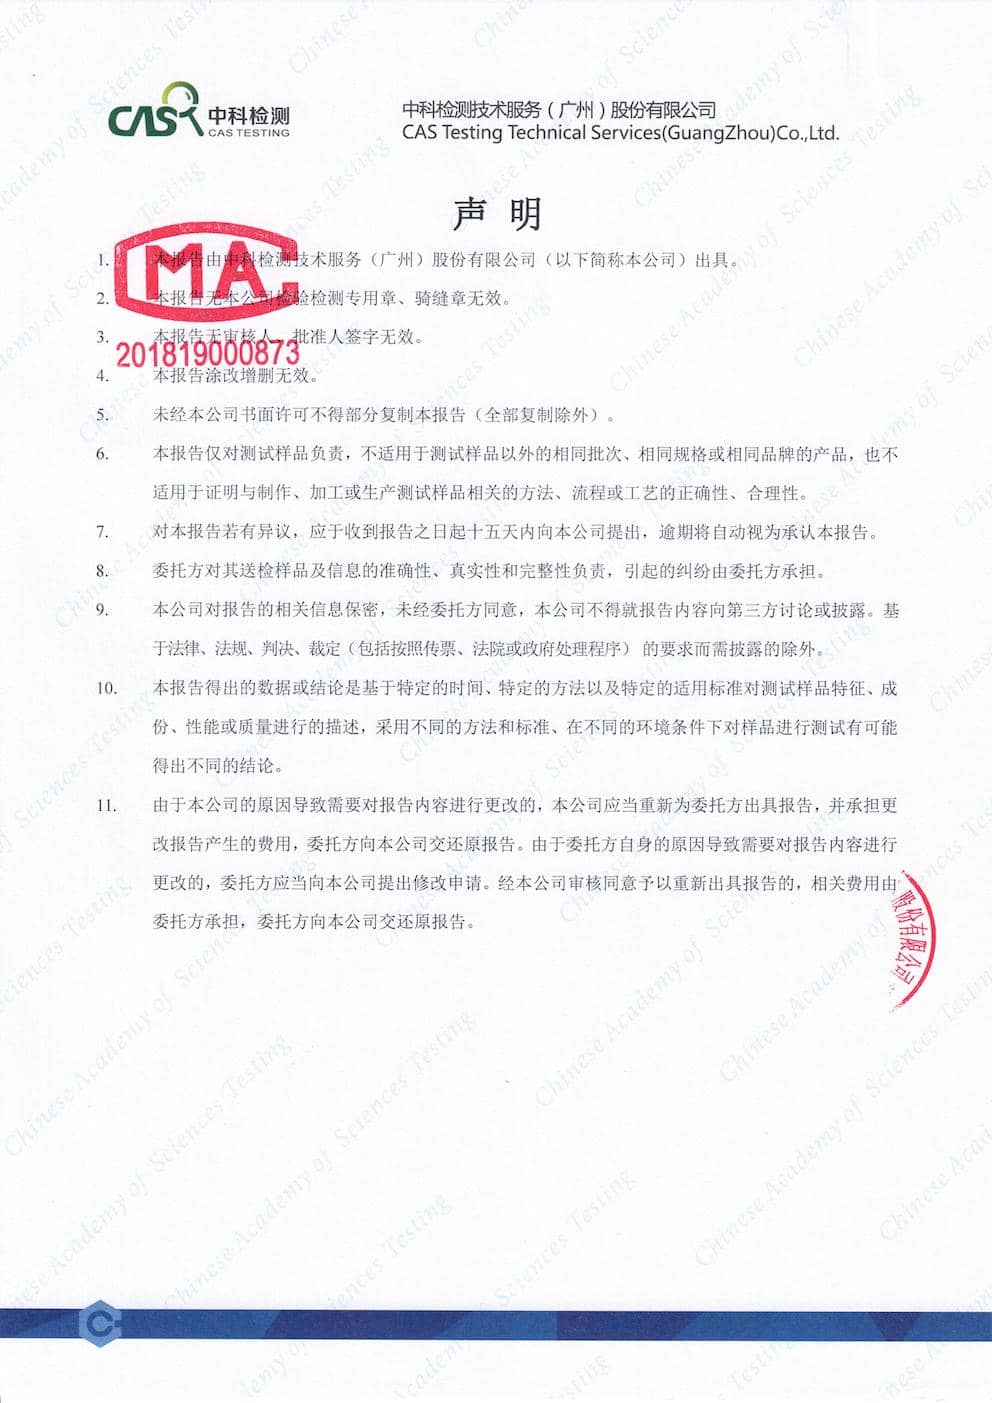 CAS 中科检测
CAS TESTING
中科检测技术服务（广州）股份有限公司
CAS Testing Technical Services(GuangZhou)Co.,Ltd.
声 明
1. 本报告由中科检测技术服务（广州）股份有限公司（以下简称本公司）出具。
2. 本报告无本公司检验检测专用章、骑缝章无效。
3. 本报告无审核人、批准人签字无效。
4. 本报告涂改增删无效。
MA
201819000873
5. 未经本公司书面许可不得部分复制本报告（全部复制除外）。
6. 本报告仅对测试样品负责，不适用于测试样品以外的相同批次、相同规格或相同品牌的产品，也不
适用于证明与制作、加工或生产测试样品相关的方法、流程或工艺的正确性、合理性。
7. 对本报告若有异议，应于收到报告之日起十五天内向本公司提出，逾期将自动视为承认本报告。
8. 委托方对其送检样品及信息的准确性、真实性和完整性负责，引起的纠纷由委托方承担。
9. 本公司对报告的相关信息保密，未经委托方同意，本公司不得就报告内容向第三方讨论或披露。基
于法律、法规、判决、裁定（包括按照传票、法院或政府处理程序） 的要求而需披露的除外。
10. 本报告得出的数据或结论是基于特定的时间、特定的方法以及特定的适用标准对测试样品特征、成
份、性能或质量进行的描述，采用不同的方法和标准、在不同的环境条件下对样品进行测试有可能
得出不同的结论。
11. 由于本公司的原因导致需要对报告内容进行更改的，本公司应当重新为委托方出具报告，并承担更
改报告产生的费用，委托方向本公司交还原报告。由于委托方自身的原因导致需要对报告内容进行
更改的，委托方应当向本公司提出修改申请。经本公司审核同意予以重新出具报告的，相关费用由
委托方承担，委托方向本公司交还原报告。
股份有限公司
Chinese Academy of Sciences Testing